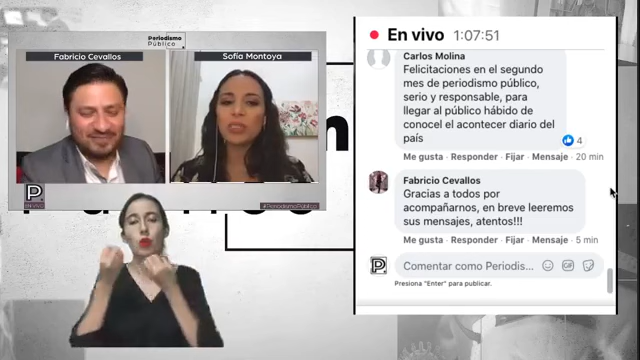 Periodismo
Público
Fabricio Cevallos
Sofía Montoya
P
EN VIVO
#PeriodismoPúblico
En vivo 1:07:51
Carlos Molina
Felicitaciones en el segundo
mes de periodismo público,
serio y responsable, para
llegar al público hábido de
conocel el acontecer diario del
país
4
Me gusta · Responder · Fijar · Mensaje · 20 min
Fabricio Cevallos
Gracias a todos por
acompañarnos, en breve leeremos
sus mensajes, atentos!!!
Me gusta · Responder · Fijar · Mensaje · 5 min
P
Comentar como Periodis...
GIF
Presiona "Enter" para publicar.